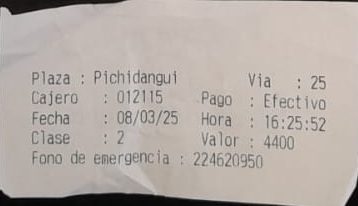 Plaza : Pichidangui Via : 25
Cajero : 012115 Pago : Efectivo
Fecha : 08/03/25 Hora : 16:25:52
Clase : 2 Valor : 4400
Fono de emergencia : 224620950